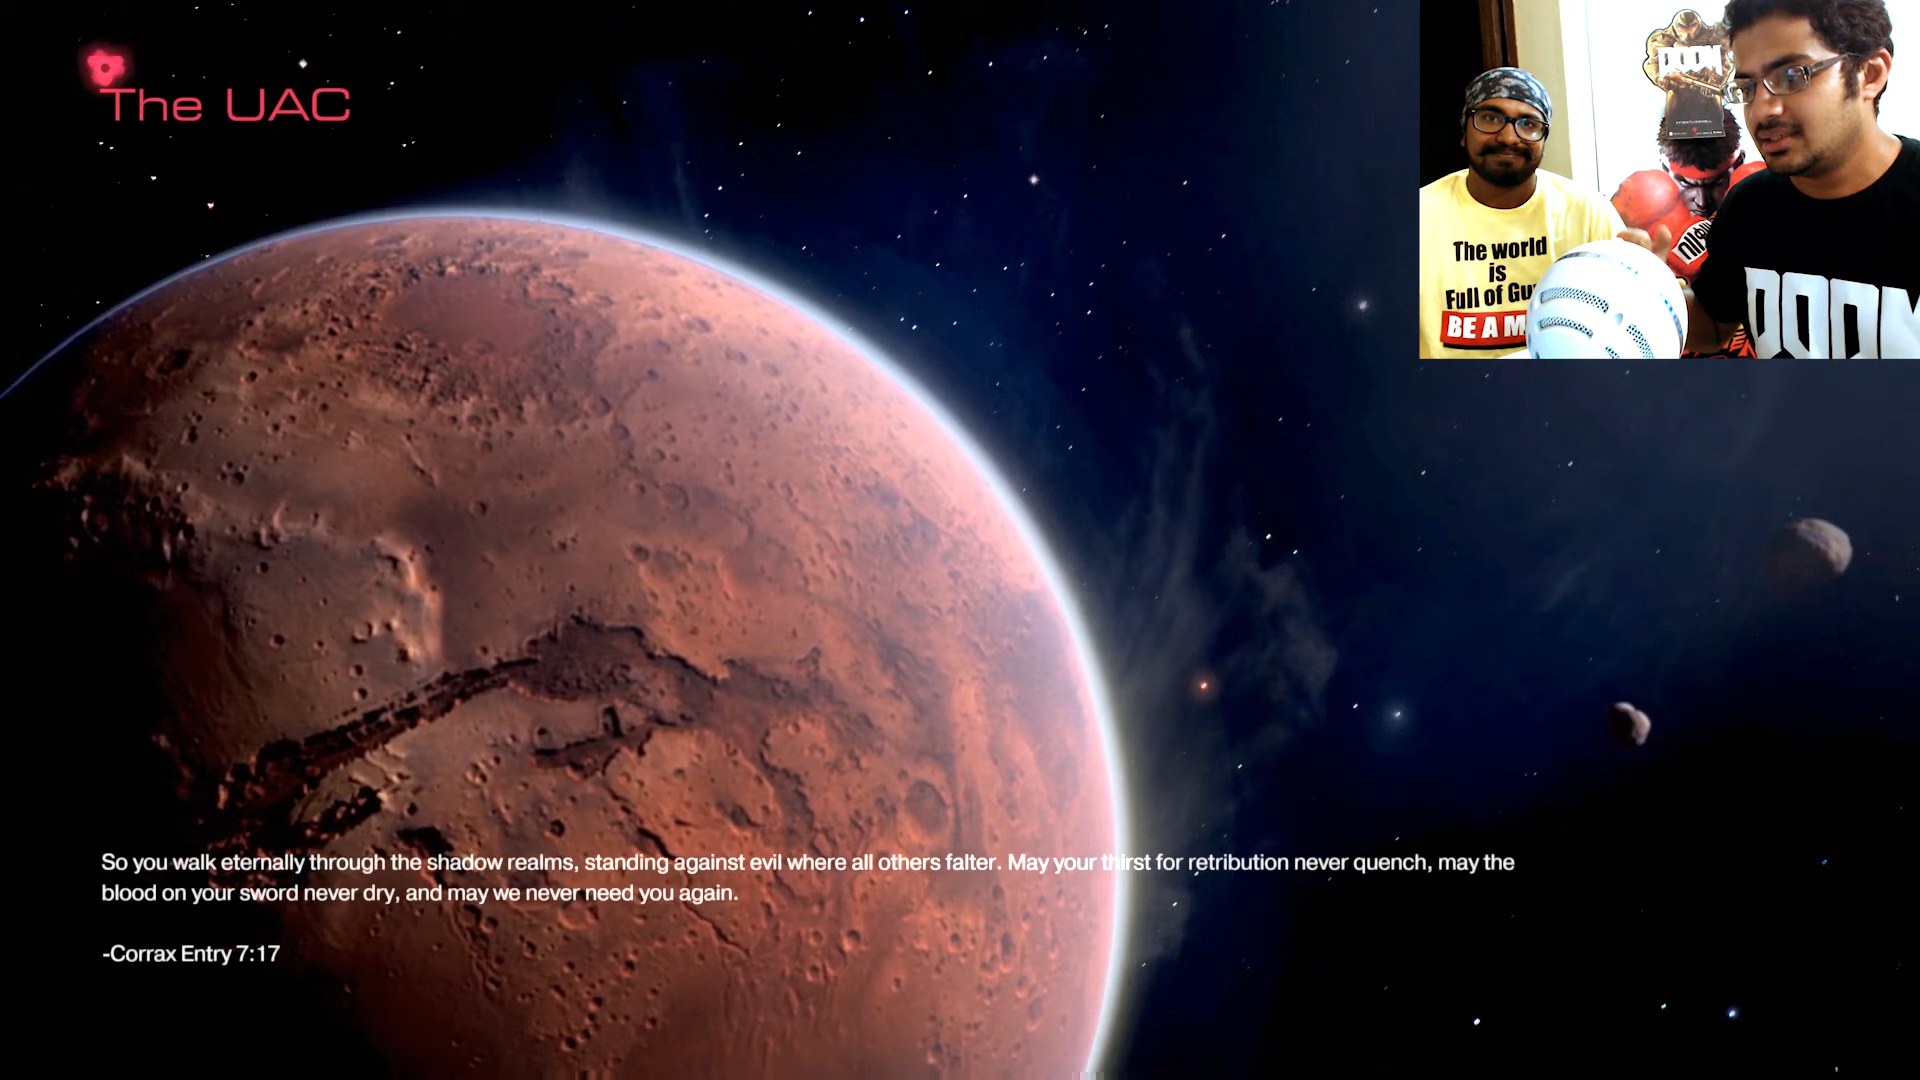 The UAC
DOOM
The world
is
Full of
BE A
DOOM
So you walk eternally through the shadow realms, standing against evil where all others falter. May your thirst for retribution never quench, may the
blood on your sword never dry, and may we never need you again.
-Corrax Entry 7:17